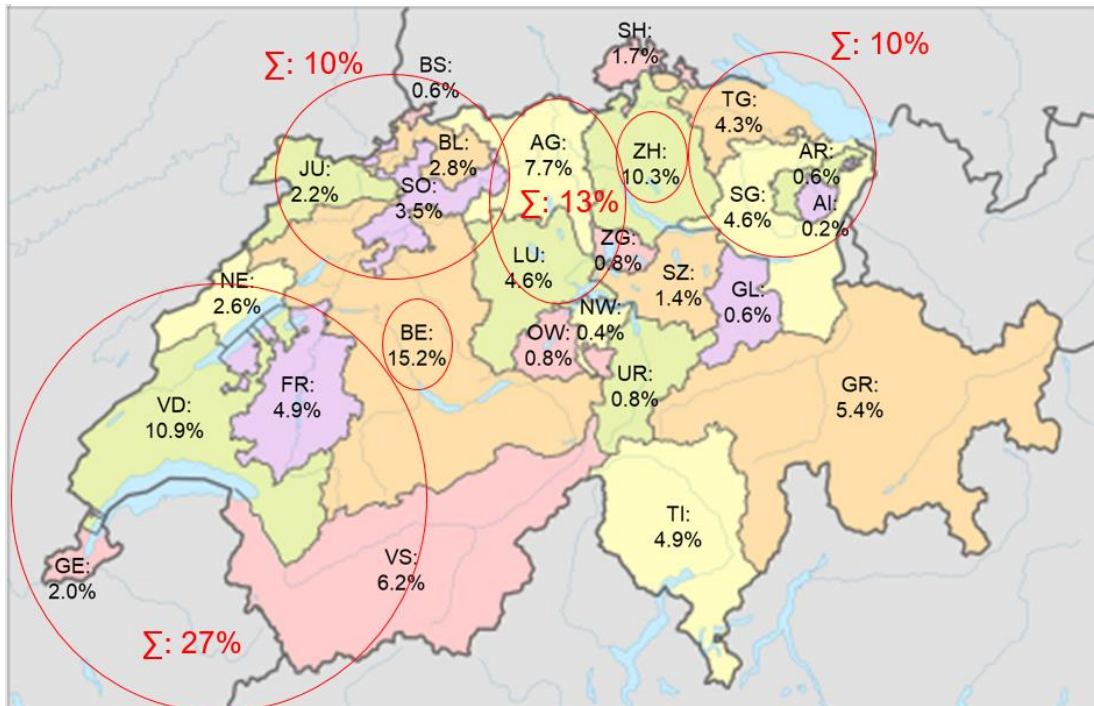 SH:
1.7%
∑: 10%
∑: 10%
BS:
0.6%
TG:
4.3%
AG:
7.7%
BL:
2.8%
ZH:
10.3%
AR:
0.6%
JU:
2.2%
SO:
3.5%
SG:
4.6%
AI:
0.2%
∑: 13%
ZG:
0.8%
LU:
4.6%
SZ:
1.4%
NE:
2.6%
GL:
0.6%
NW:
0.4%
BE:
15.2%
OW:
0.8%
UR:
0.8%
FR:
4.9%
VD:
10.9%
GR:
5.4%
TI:
4.9%
VS:
6.2%
GE:
2.0%
∑: 27%